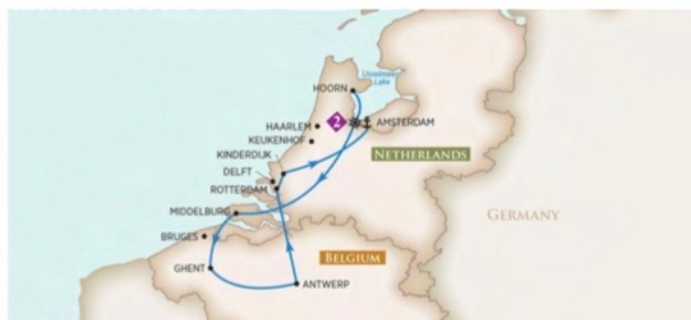 IJsselmeer
Lake
HOORN
2
AMSTERDAM
HAARLEM
KEUKENHOF
KINDERDIJK
NETHERLANDS
DELFT
ROTTERDAM
MIDDELBURG
GERMANY
BRUGES
BELGIUM
GHENT
ANTWERP